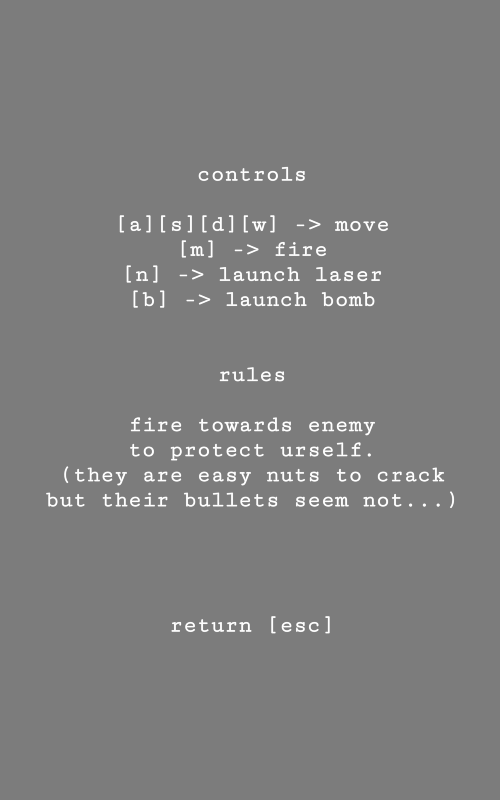 controls
[a][s][d][w] -> move
[m] -> fire
[n] -> launch laser
[b] -> launch bomb
rules
fire towards enemy
to protect urself.
(they are easy nuts to crack
but their bullets seem not...)
return [esc]